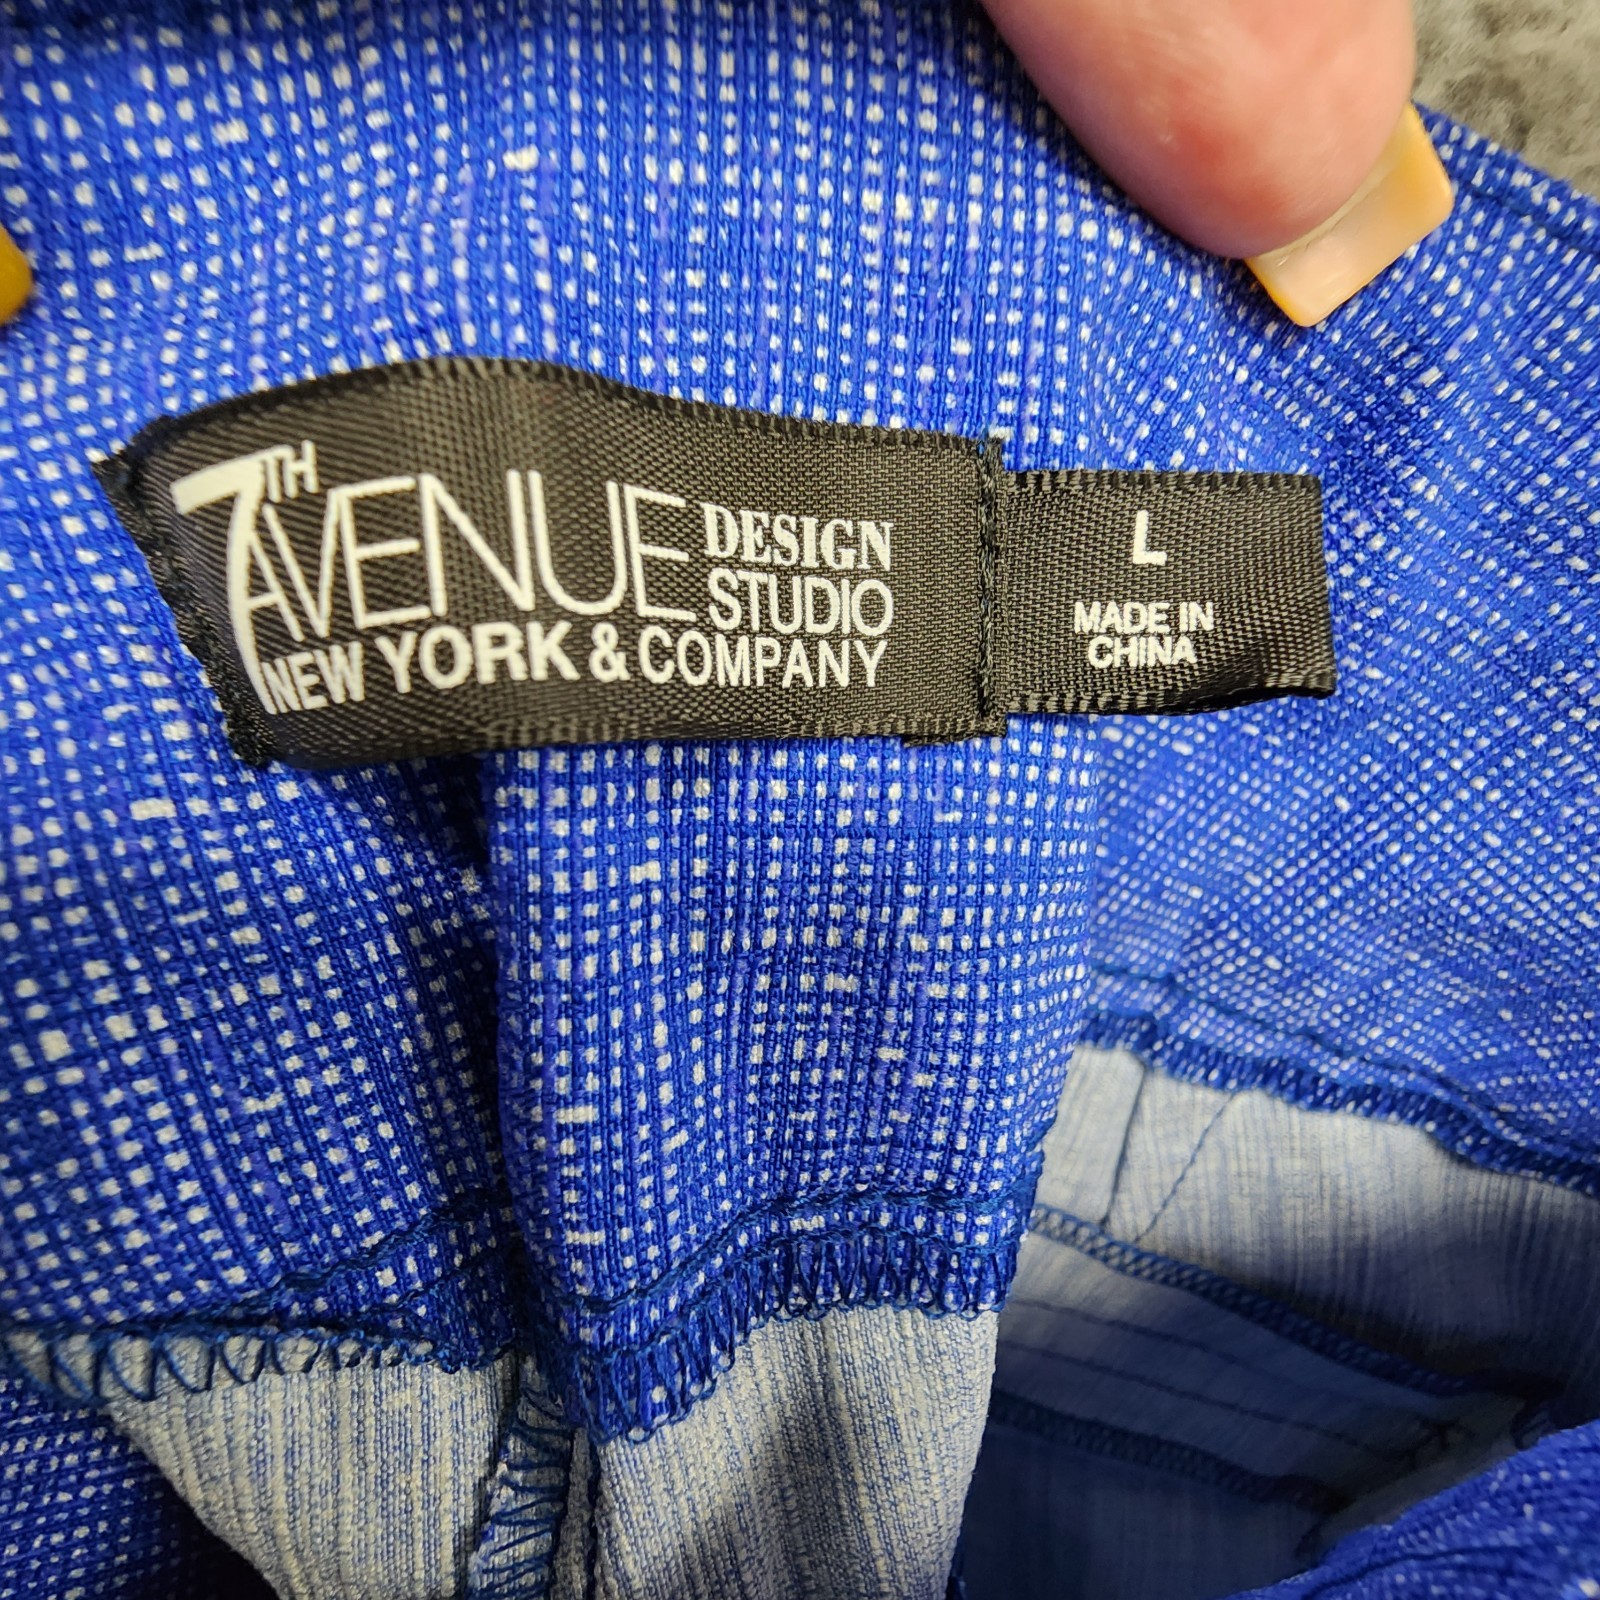 7TH AVENUE DESIGN STUDIO
NEW YORK & COMPANY
L
MADE IN
CHINA